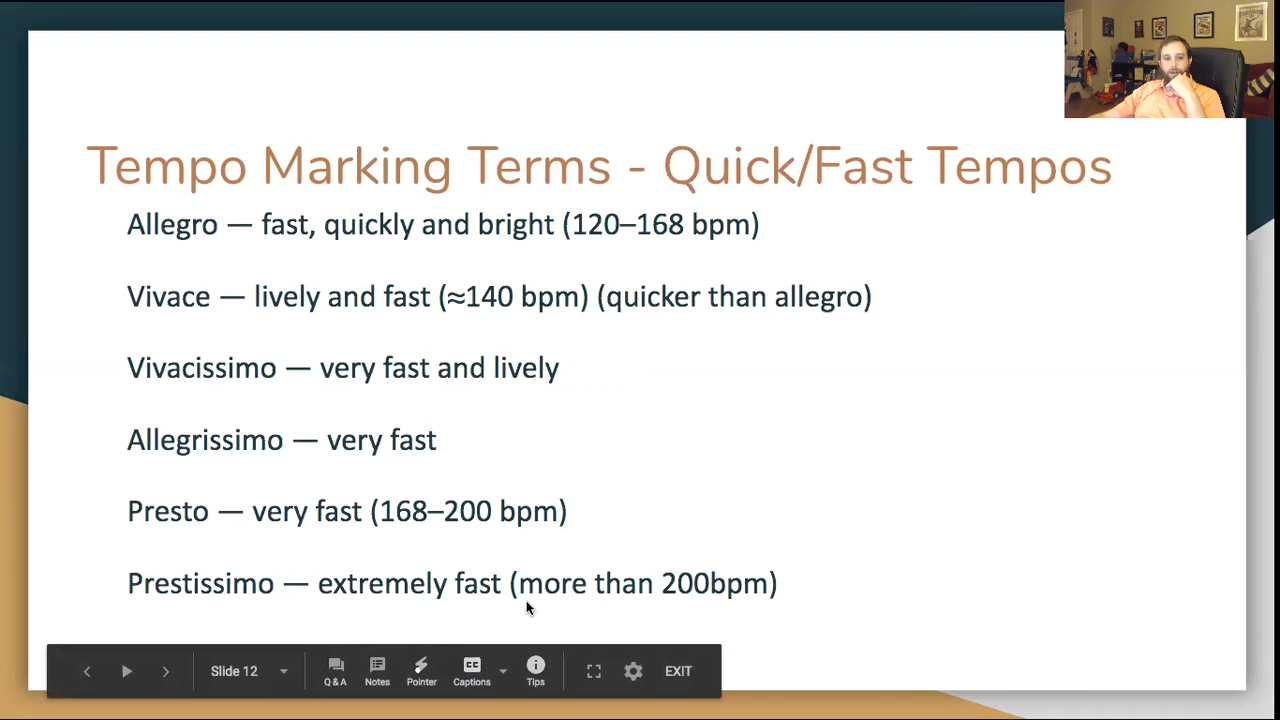 Tempo Marking Terms - Quick/Fast Tempos
Allegro — fast, quickly and bright (120–168 bpm)
Vivace — lively and fast (≈140 bpm) (quicker than allegro)
Vivacissimo — very fast and lively
Allegrissimo — very fast
Presto — very fast (168–200 bpm)
Prestissimo — extremely fast (more than 200bpm)
Slide 12
Q & A
Notes
Pointer
CC
Captions
Tips
EXIT